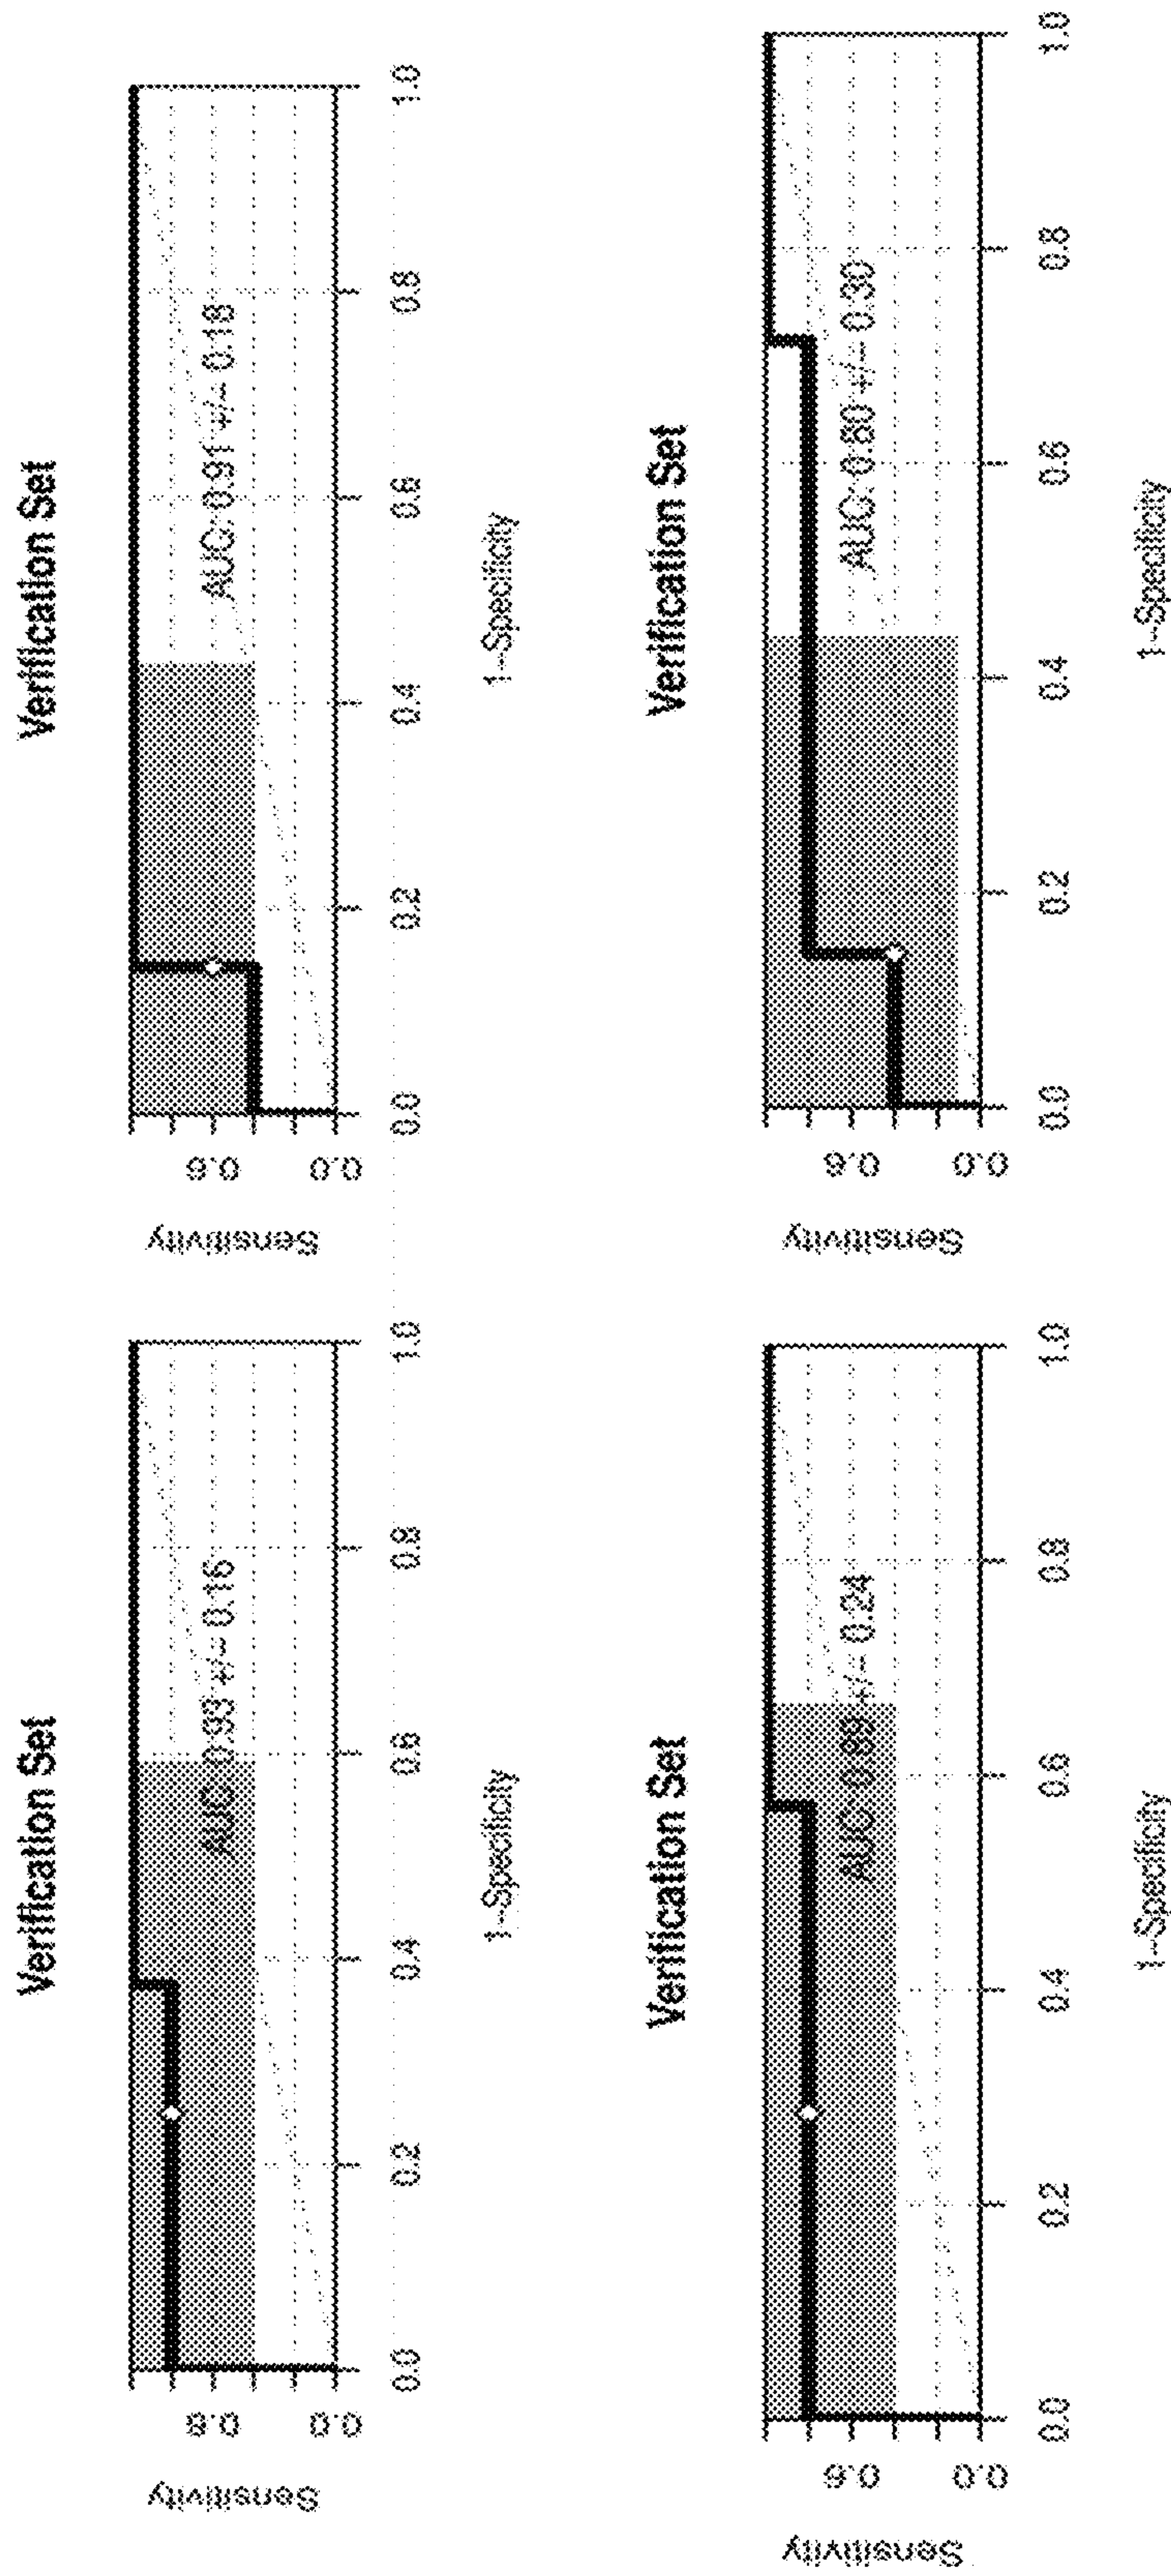 Verification Set
Sensitivity
0.6
0.0
AUC: 0.93 +/- 0.16
0.0 0.2 0.4 0.6 0.8 1.0
1-Specificity
Verification Set
Sensitivity
0.6
0.0
AUC: 0.91 +/- 0.18
0.0 0.2 0.4 0.6 0.8 1.0
1-Specificity
Verification Set
Sensitivity
0.6
0.0
AUC: 0.89 +/- 0.24
0.0 0.2 0.4 0.6 0.8 1.0
1-Specificity
Verification Set
Sensitivity
0.6
0.0
AUC: 0.80 +/- 0.30
0.0 0.2 0.4 0.6 0.8 1.0
1-Specificity